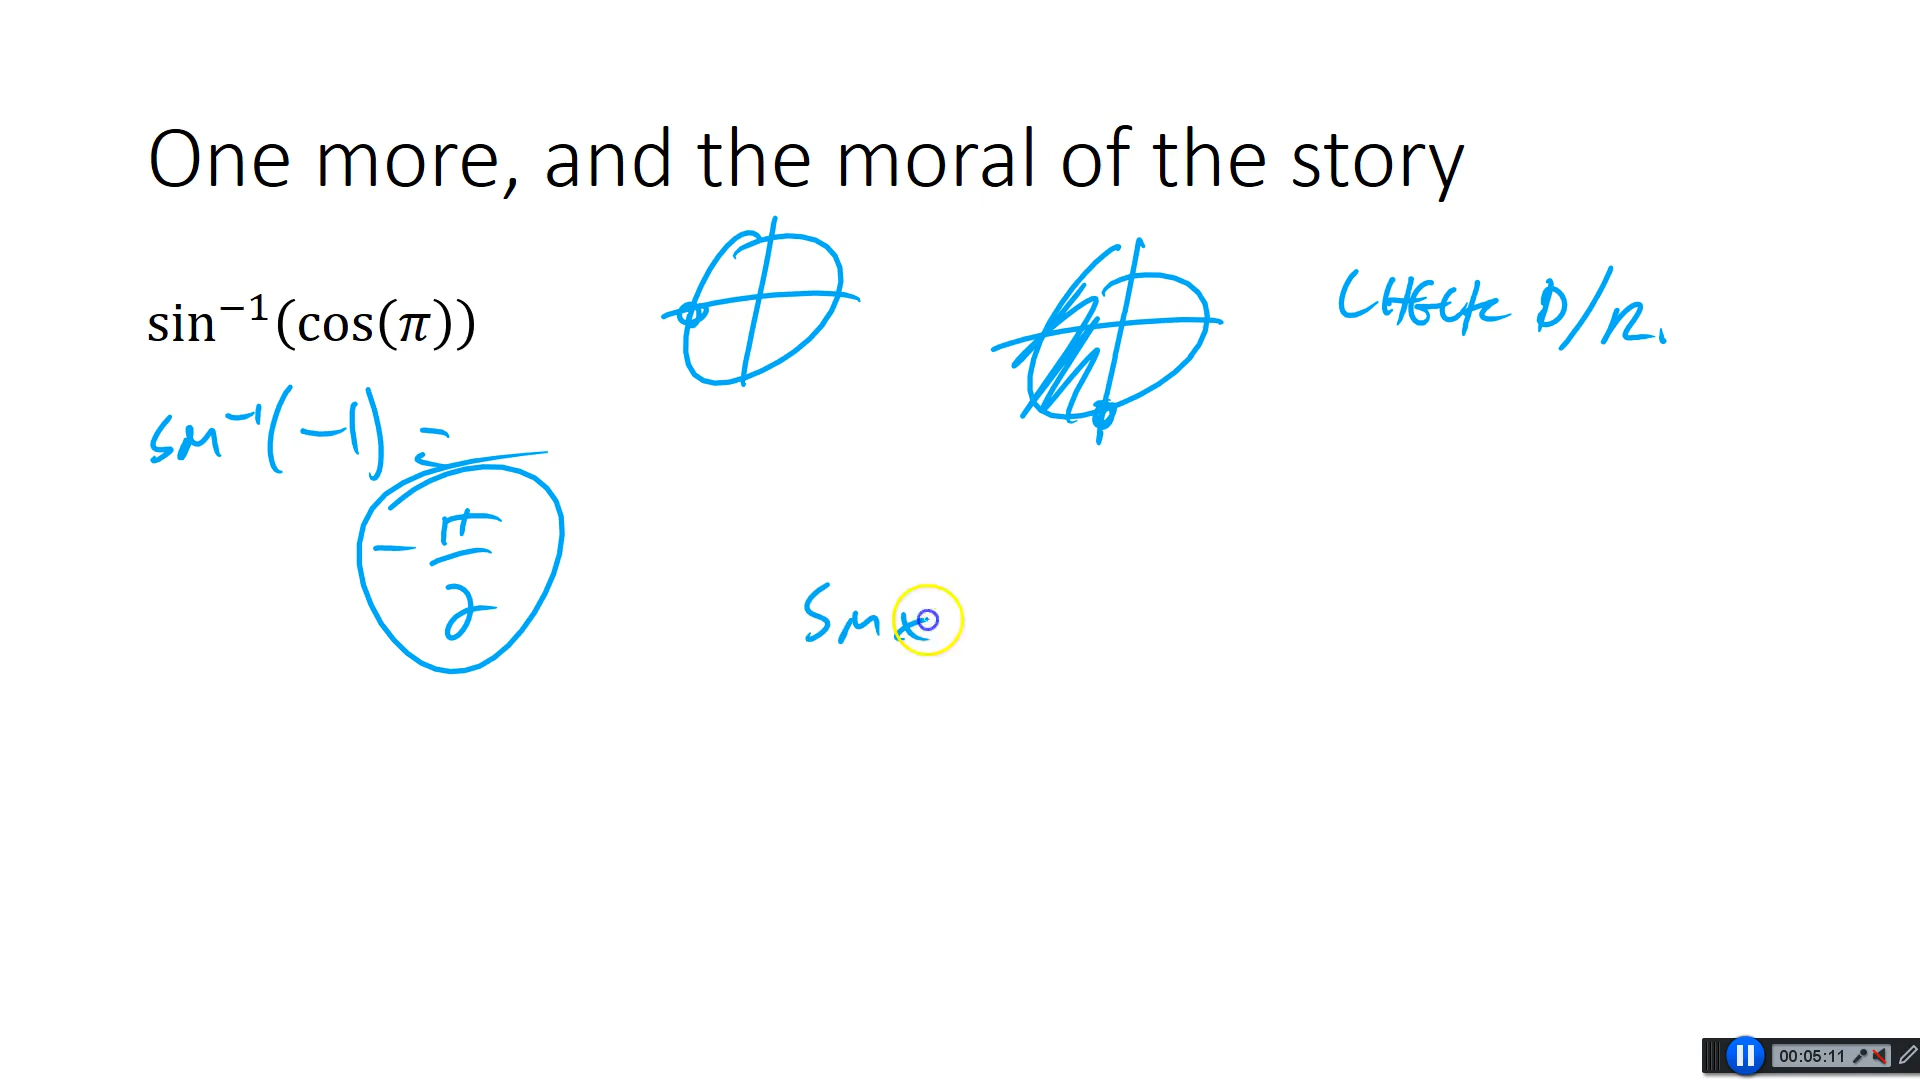 One more, and the moral of the story
sin⁻¹(cos(π))
CHECK D/R.
sin⁻¹(-1) =
-π/2
sin x
00:05:11